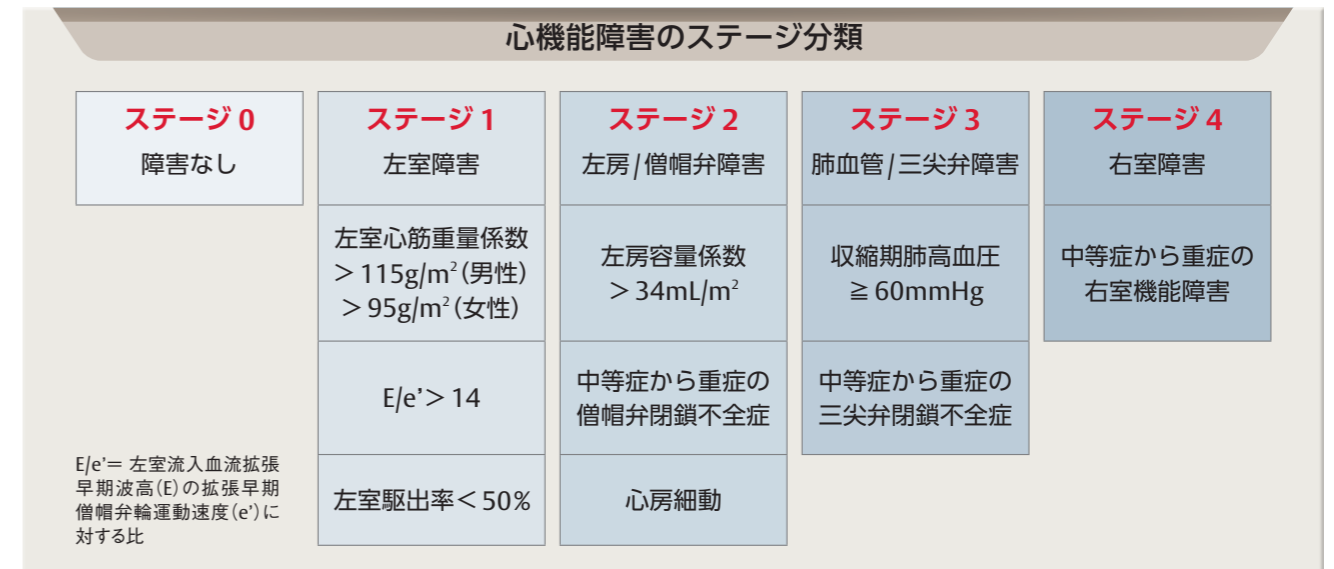 心機能障害のステージ分類
ステージ 0
障害なし
ステージ 1
左室障害
左室心筋重量係数
＞115g/m²（男性）
＞95g/m²（女性）
E/e’＞14
左室駆出率＜50%
ステージ 2
左房/僧帽弁障害
左房容量係数
＞34mL/m²
中等症から重症の
僧帽弁閉鎖不全症
心房細動
ステージ 3
肺血管/三尖弁障害
収縮期肺高血圧
≧60mmHg
中等症から重症の
三尖弁閉鎖不全症
ステージ 4
右室障害
中等症から重症の
右室機能障害
E/e’＝ 左室流入血流拡張
早期波高（E）の拡張早期
僧帽弁輪運動速度（e’）に
対する比